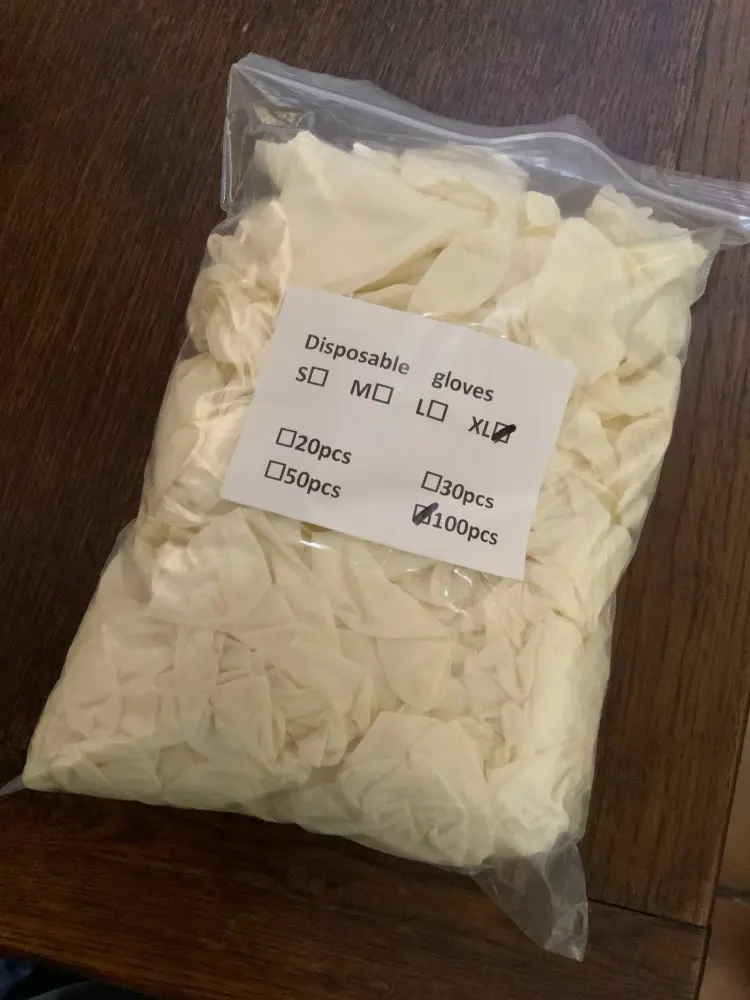 Disposable gloves
S☐ M☐ L☐ XL☑
☐20pcs ☐30pcs
☐50pcs ☑100pcs